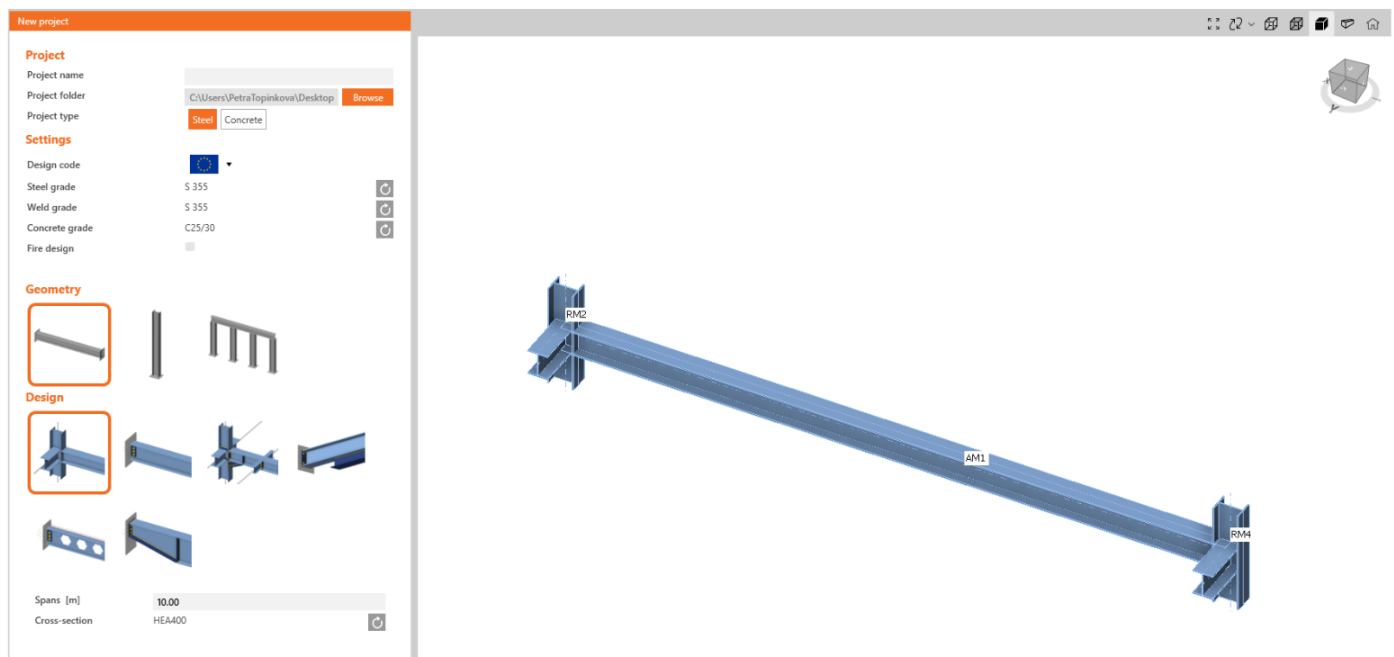 New project
Project
Project name
Project folder C:\Users\PetraTopinkova\Desktop Browse
Project type Steel Concrete
Settings
Design code
Steel grade S 355
Weld grade S 355
Concrete grade C25/30
Fire design
Geometry
Design
Spans [m] 10.00
Cross-section HEA400
RM2
AM1
RM4